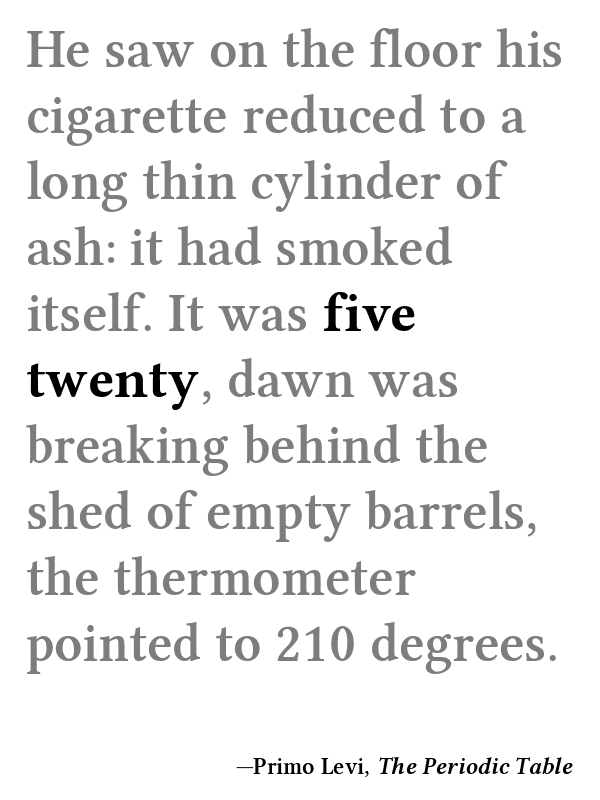 He saw on the floor his
cigarette reduced to a
long thin cylinder of
ash: it had smoked
itself. It was five
twenty, dawn was
breaking behind the
shed of empty barrels,
the thermometer
pointed to 210 degrees.
—Primo Levi, The Periodic Table